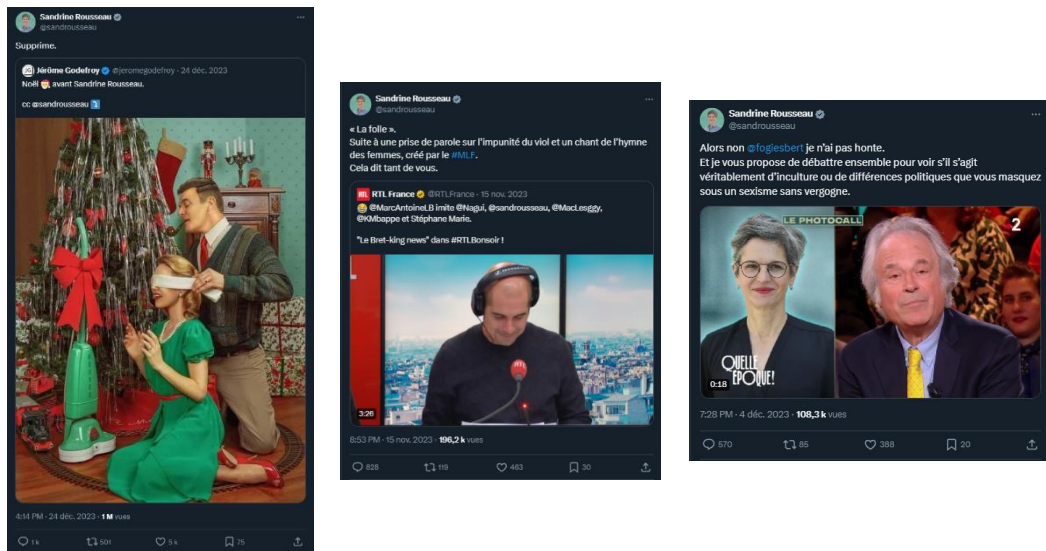 Sandrine Rousseau
@sandrousseau
Supprime.
Jérôme Godefroy @jeromegodefroy · 24 déc. 2023
Noël 🎅, avant Sandrine Rousseau.
cc @sandrousseau ⤵️
4:14 PM · 24 déc. 2023 · 1 M vues
1 k 501 5 k 75
Sandrine Rousseau
@sandrousseau
« La folle ».
Suite à une prise de parole sur l'impunité du viol et un chant de l'hymne
des femmes, créé par le #MLF.
Cela dit tant de vous.
RTL RTL France @RTLFrance · 15 nov. 2023
😂 @MarcAntoineLB imite @Nagui, @sandrousseau, @MacLesggy,
@KMbappe et Stéphane Marie.
"Le Bret-king news" dans #RTLBonsoir !
RTL
3:26
8:53 PM · 15 nov. 2023 · 196,2 k vues
828 119 463 30
Sandrine Rousseau
@sandrousseau
Alors non @fogiesbert je n'ai pas honte.
Et je vous propose de débattre ensemble pour voir s'il s'agit
véritablement d'inculture ou de différences politiques que vous masquez
sous un sexisme sans vergogne.
LE PHOTOCALL
2
QUELLE
ÉPOQUE!
0:18
7:28 PM · 4 déc. 2023 · 108,3 k vues
570 85 388 20